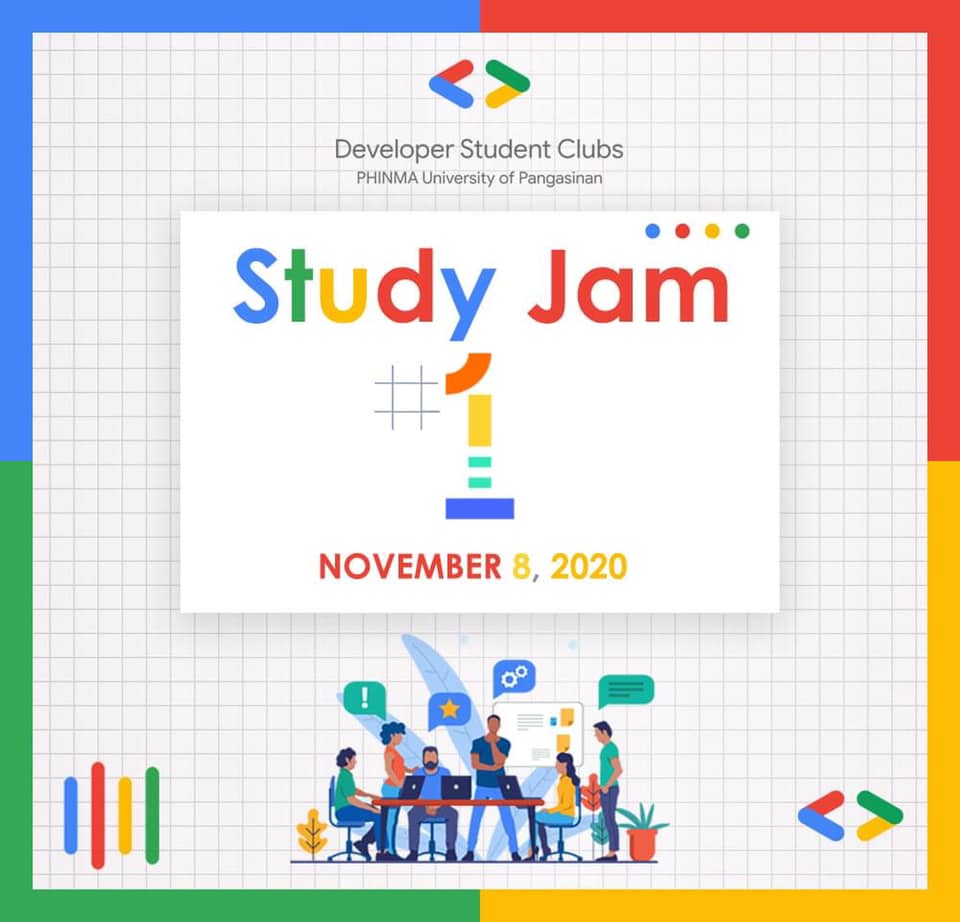 Developer Student Clubs
PHINMA University of Pangasinan
Study Jam
#1
NOVEMBER 8, 2020
!